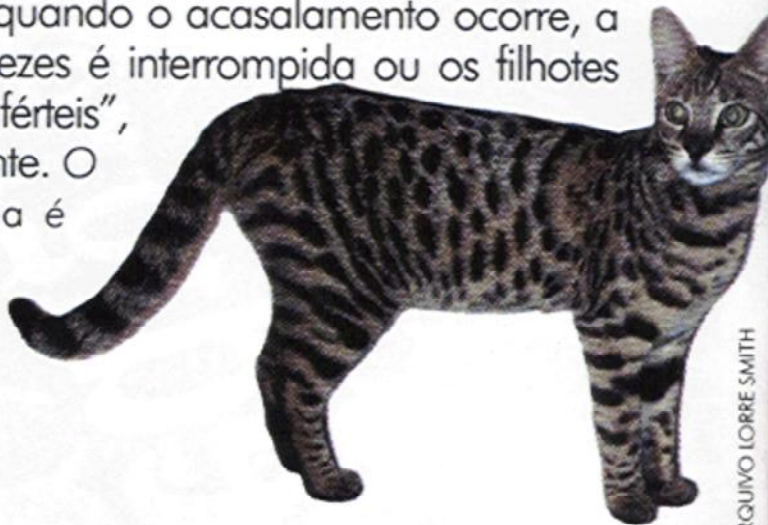 quando o acasalamento ocorre, a
ezes é interrompida ou os filhotes
férteis”,
nte. O
a é
RQUIVO LORRE SMITH